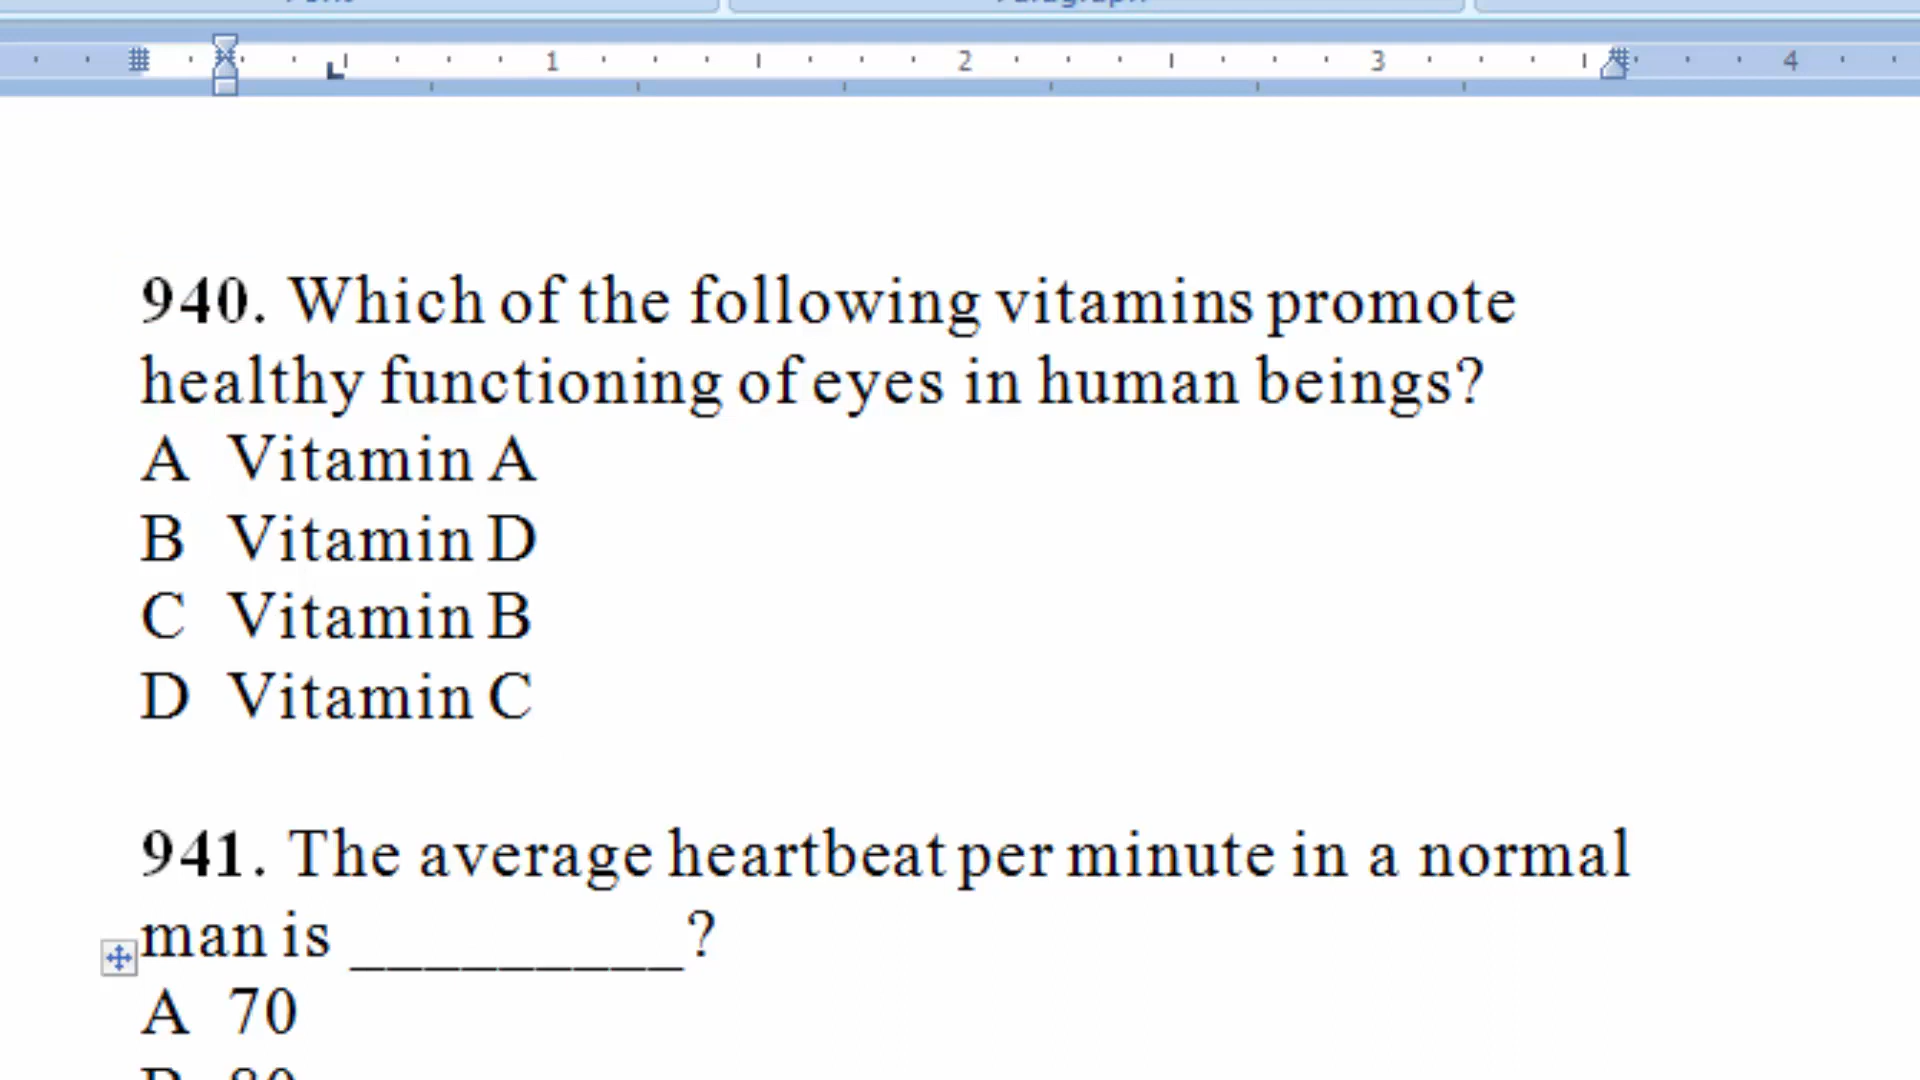 1 2 3 4
940. Which of the following vitamins promote
healthy functioning of eyes in human beings?
A Vitamin A
B Vitamin D
C Vitamin B
D Vitamin C
941. The average heartbeat per minute in a normal
man is _________?
A 70